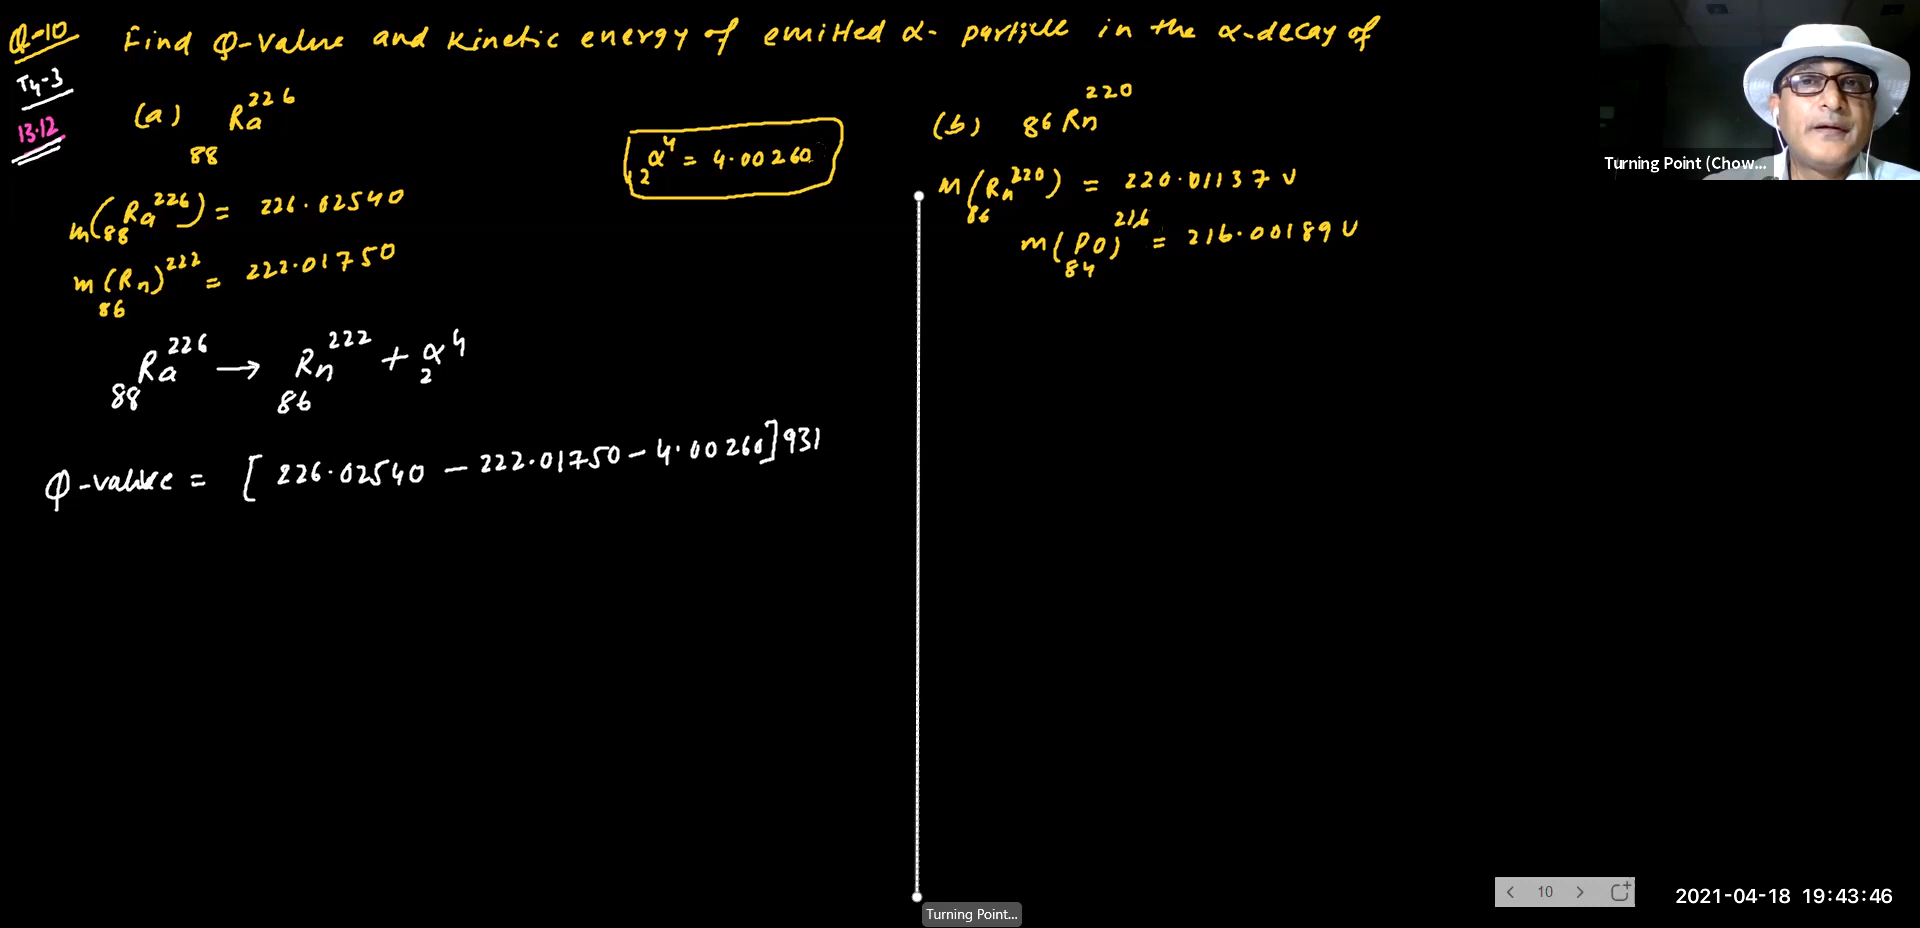 Q-10 Find Q-value and kinetic energy of emitted α- particle in the α-decay of
Ty-3
13.12
(a) ₈₈Ra²²⁶
₂α⁴ = 4.00260
m(₈₈Ra²²⁶) = 226.02540
m(₈₆Rn)²²² = 222.01750
₈₈Ra²²⁶ → ₈₆Rn²²² + ₂α⁴
Q-value = [226.02540 - 222.01750 - 4.00260] 931
(b) ₈₆Rn²²⁰
m(₈₆Rn²²⁰) = 220.01137 U
m(₈₄PO)²¹⁶ = 216.00189 U
Turning Point (Chow...
Turning Point...
< 10 >
2021-04-18 19:43:46